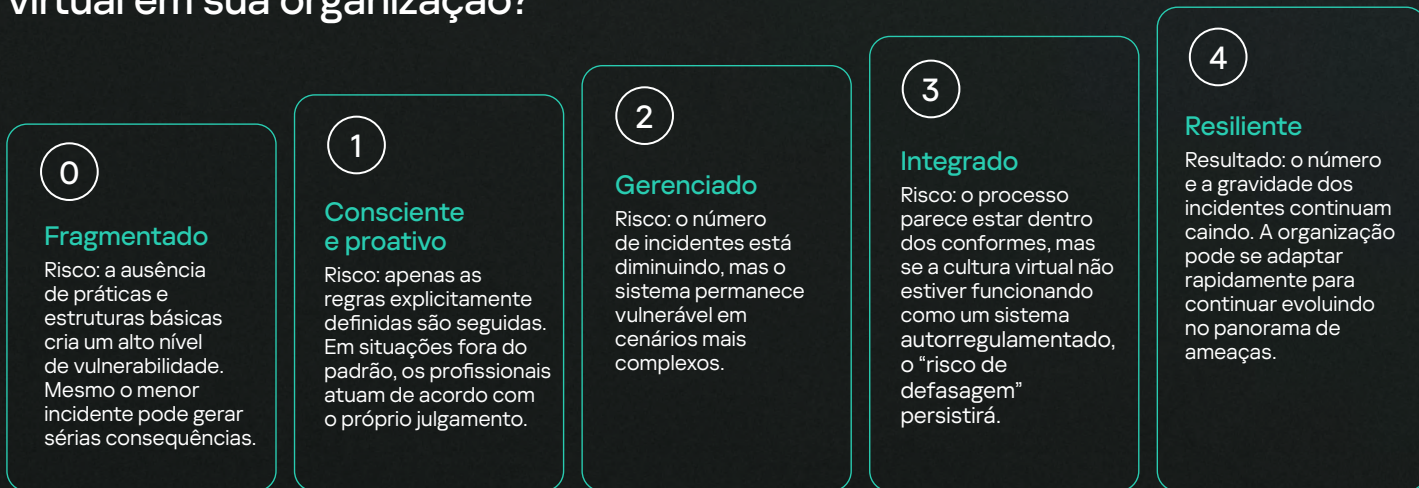 virtual em sua organização?
0
Fragmentado
Risco: a ausência
de práticas e
estruturas básicas
cria um alto nível
de vulnerabilidade.
Mesmo o menor
incidente pode gerar
sérias consequências.
1
Consciente
e proativo
Risco: apenas as
regras explicitamente
definidas são seguidas.
Em situações fora do
padrão, os profissionais
atuam de acordo com
o próprio julgamento.
2
Gerenciado
Risco: o número
de incidentes está
diminuindo, mas o
sistema permanece
vulnerável em
cenários mais
complexos.
3
Integrado
Risco: o processo
parece estar dentro
dos conformes, mas
se a cultura virtual não
estiver funcionando
como um sistema
autorregulamentado,
o “risco de
defasagem”
persistirá.
4
Resiliente
Resultado: o número
e a gravidade dos
incidentes continuam
caindo. A organização
pode se adaptar
rapidamente para
continuar evoluindo
no panorama de
ameaças.